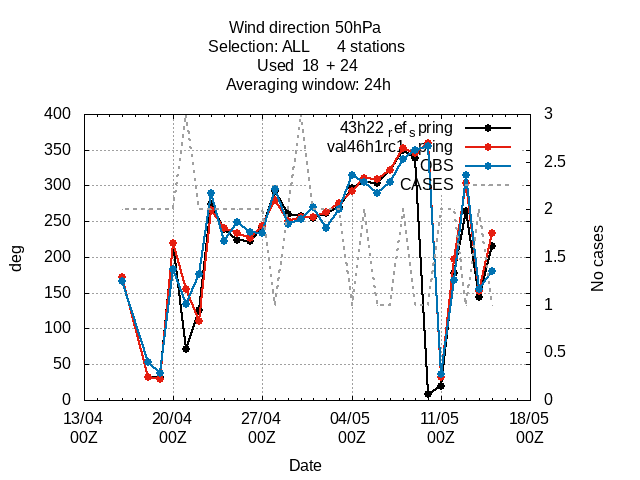 Wind direction 50hPa
Selection: ALL 4 stations
Used 18 + 24
Averaging window: 24h
400
350
300
250
200
150
100
50
0
deg
3
2.5
2
1.5
1
0.5
0
No cases
43h22refspring
val46h1rc1spring
OBS
CASES
13/04 20/04 27/04 04/05 11/05 18/05
00Z 00Z 00Z 00Z 00Z 00Z
Date